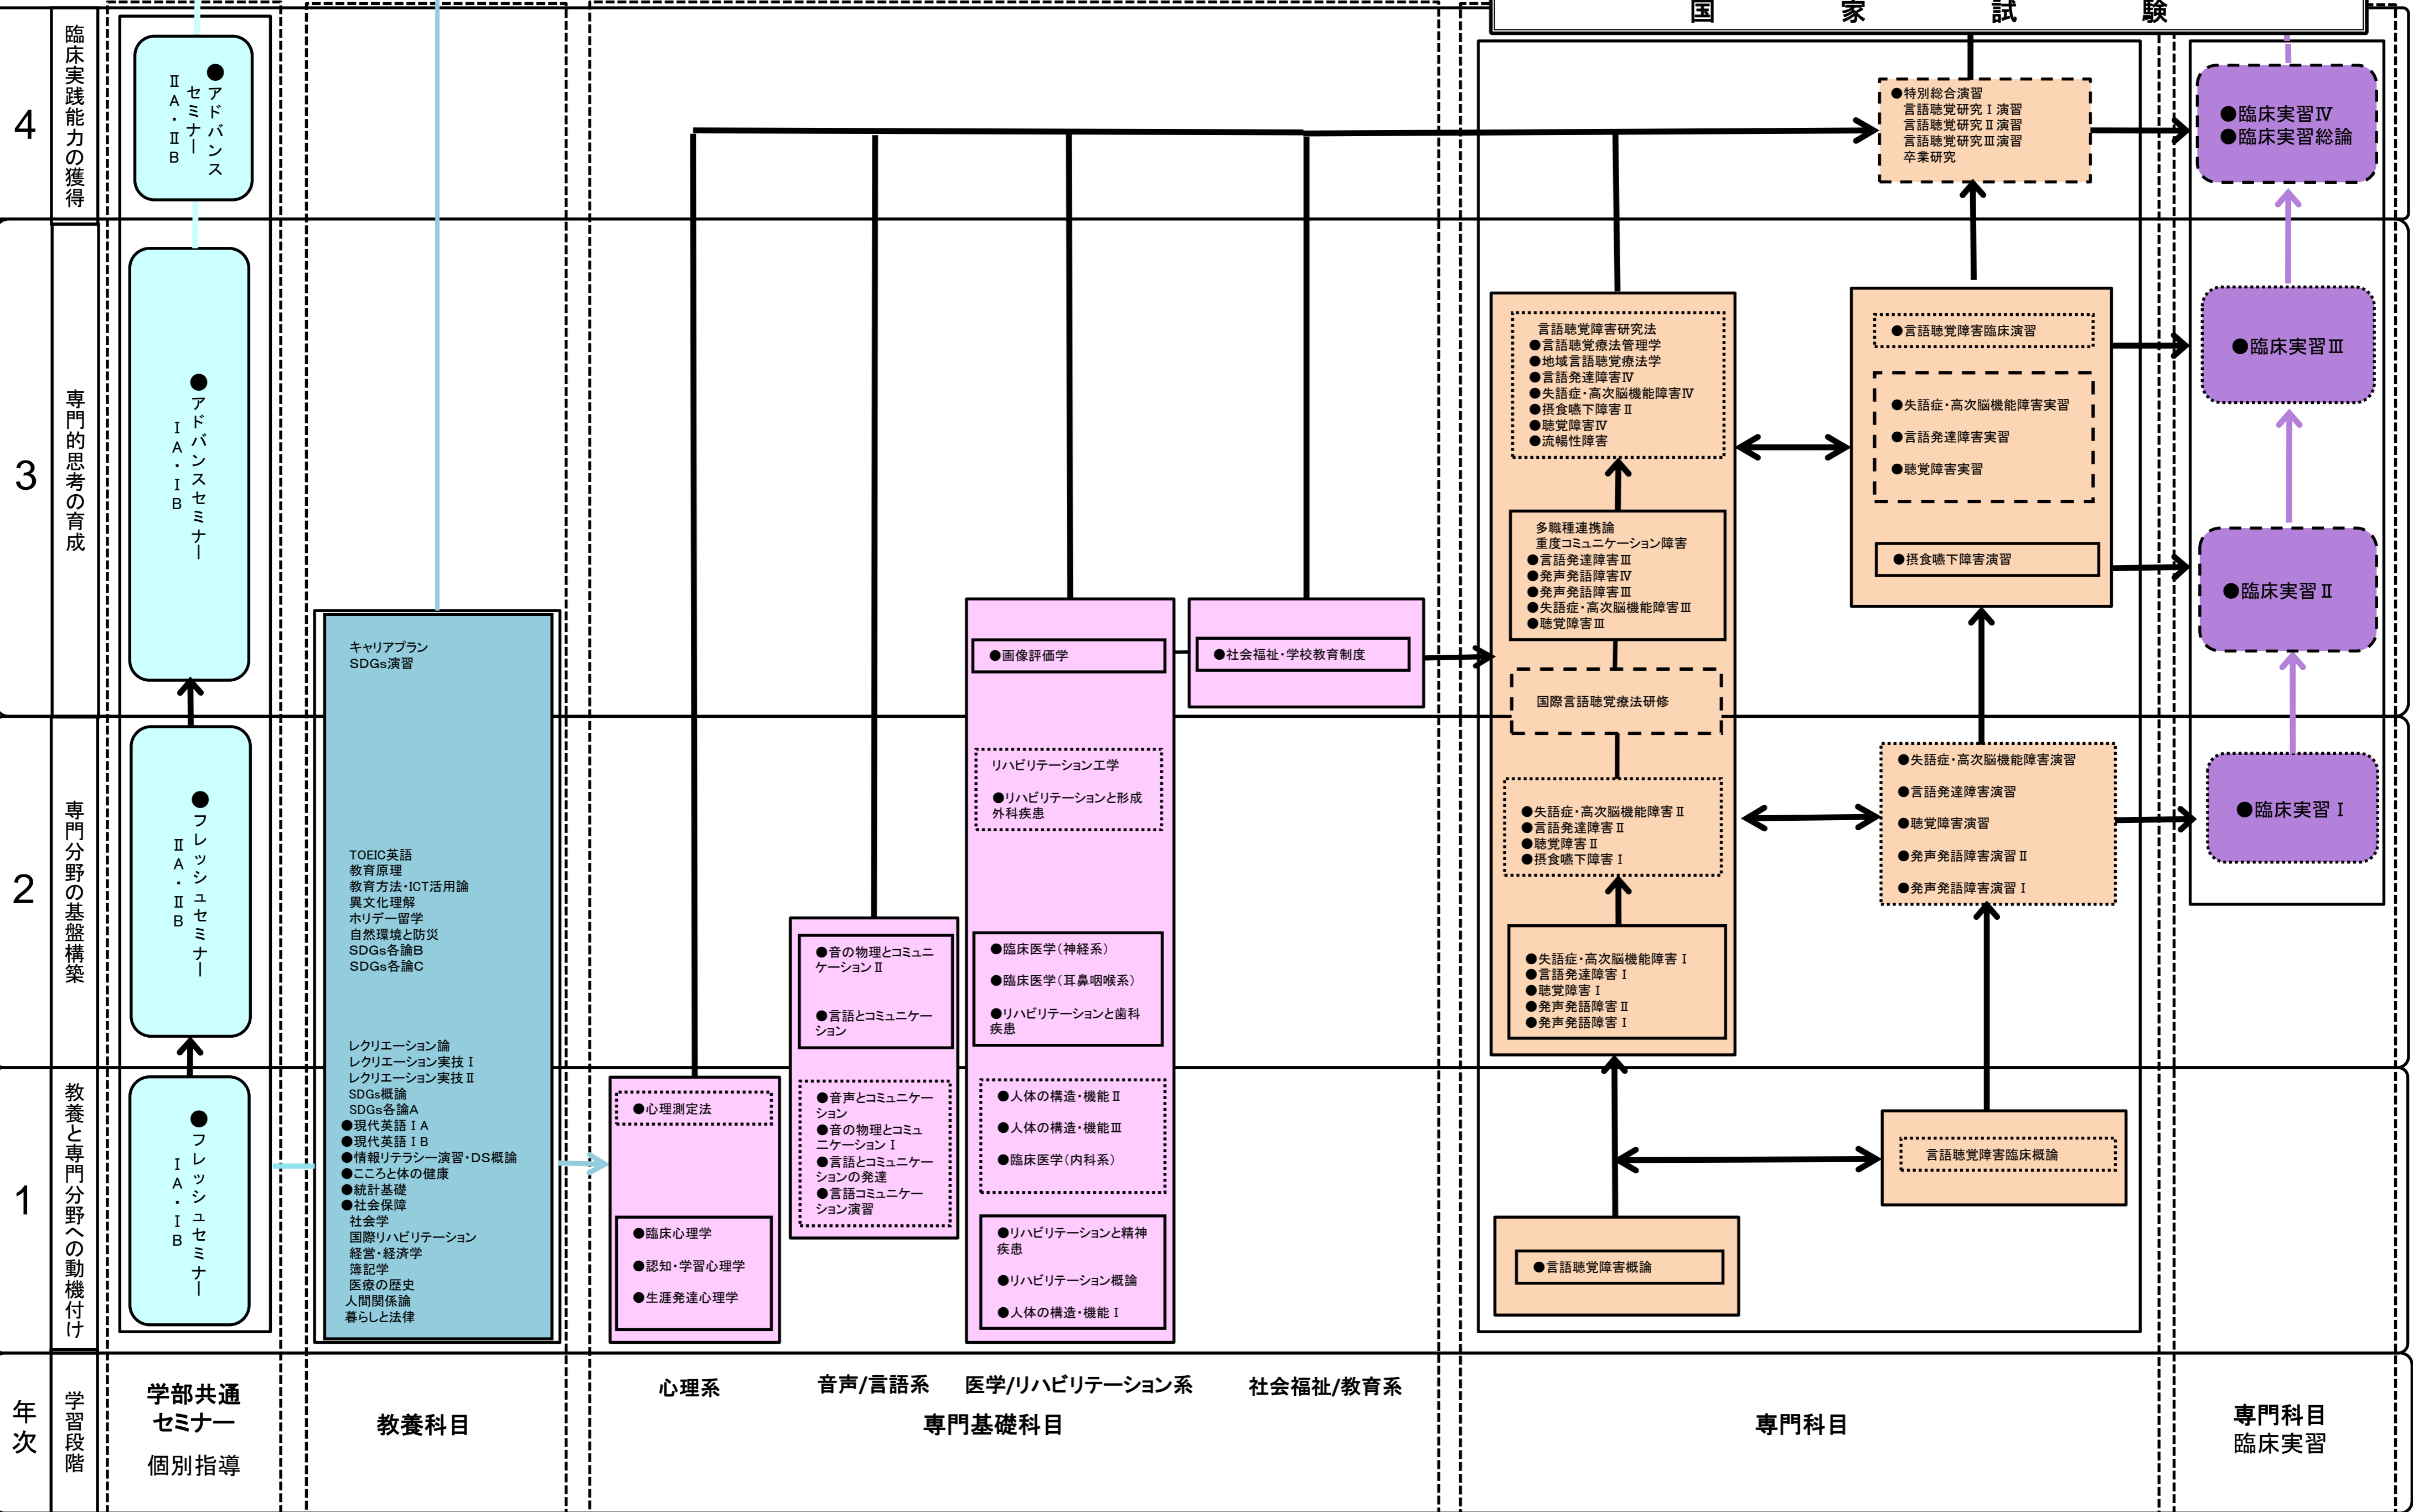 国家試験
4
臨床実践能力の獲得
●アドバンス
セミナー
ⅡA・ⅡB
●特別総合演習
言語聴覚研究Ⅰ演習
言語聴覚研究Ⅱ演習
言語聴覚研究Ⅲ演習
卒業研究
●臨床実習Ⅳ
●臨床実習総論
3
専門的思考の育成
●アドバンスセミナー
ⅠA・ⅠB
キャリアプラン
SDGs演習
●画像評価学
●社会福祉・学校教育制度
言語聴覚障害研究法
●言語聴覚療法管理学
●地域言語聴覚療法学
●言語発達障害Ⅳ
●失語症・高次脳機能障害Ⅳ
●摂食嚥下障害Ⅱ
●聴覚障害Ⅳ
●流暢性障害
多職種連携論
重度コミュニケーション障害
●言語発達障害Ⅲ
●発声発語障害Ⅳ
●発声発語障害Ⅲ
●失語症・高次脳機能障害Ⅲ
●聴覚障害Ⅲ
国際言語聴覚療法研修
●言語聴覚障害臨床演習
●失語症・高次脳機能障害実習
●言語発達障害実習
●聴覚障害実習
●摂食嚥下障害演習
●臨床実習Ⅲ
●臨床実習Ⅱ
2
専門分野の基盤構築
●フレッシュセミナー
ⅡA・ⅡB
TOEIC英語
教育原理
教育方法・ICT活用論
異文化理解
ホリデー留学
自然環境と防災
SDGs各論B
SDGs各論C
●音の物理とコミュニ
ケーションⅡ
●言語とコミュニケー
ション
リハビリテーション工学
●リハビリテーションと形成
外科疾患
●臨床医学(神経系)
●臨床医学(耳鼻咽喉系)
●リハビリテーションと歯科
疾患
●失語症・高次脳機能障害Ⅱ
●言語発達障害Ⅱ
●聴覚障害Ⅱ
●摂食嚥下障害Ⅰ
●失語症・高次脳機能障害Ⅰ
●言語発達障害Ⅰ
●聴覚障害Ⅰ
●発声発語障害Ⅱ
●発声発語障害Ⅰ
●失語症・高次脳機能障害演習
●言語発達障害演習
●聴覚障害演習
●発声発語障害演習Ⅱ
●発声発語障害演習Ⅰ
●臨床実習Ⅰ
1
教養と専門分野への動機付け
●フレッシュセミナー
ⅠA・ⅠB
レクリエーション論
レクリエーション実技Ⅰ
レクリエーション実技Ⅱ
SDGs概論
SDGs各論A
●現代英語ⅠA
●現代英語ⅠB
●情報リテラシー演習・DS概論
●こころと体の健康
●統計基礎
●社会保障
社会学
国際リハビリテーション
経営・経済学
簿記学
医療の歴史
人間関係論
暮らしと法律
●心理測定法
●臨床心理学
●認知・学習心理学
●生涯発達心理学
●音声とコミュニケー
ション
●音の物理とコミュ
ニケーションⅠ
●言語とコミュニケー
ションの発達
●言語コミュニケー
ション演習
●人体の構造・機能Ⅱ
●人体の構造・機能Ⅲ
●臨床医学(内科系)
●リハビリテーションと精神
疾患
●リハビリテーション概論
●人体の構造・機能Ⅰ
●言語聴覚障害概論
言語聴覚障害臨床概論
年次
学習段階
学部共通
セミナー
個別指導
教養科目
心理系
音声/言語系
医学/リハビリテーション系
社会福祉/教育系
専門基礎科目
専門科目
専門科目
臨床実習